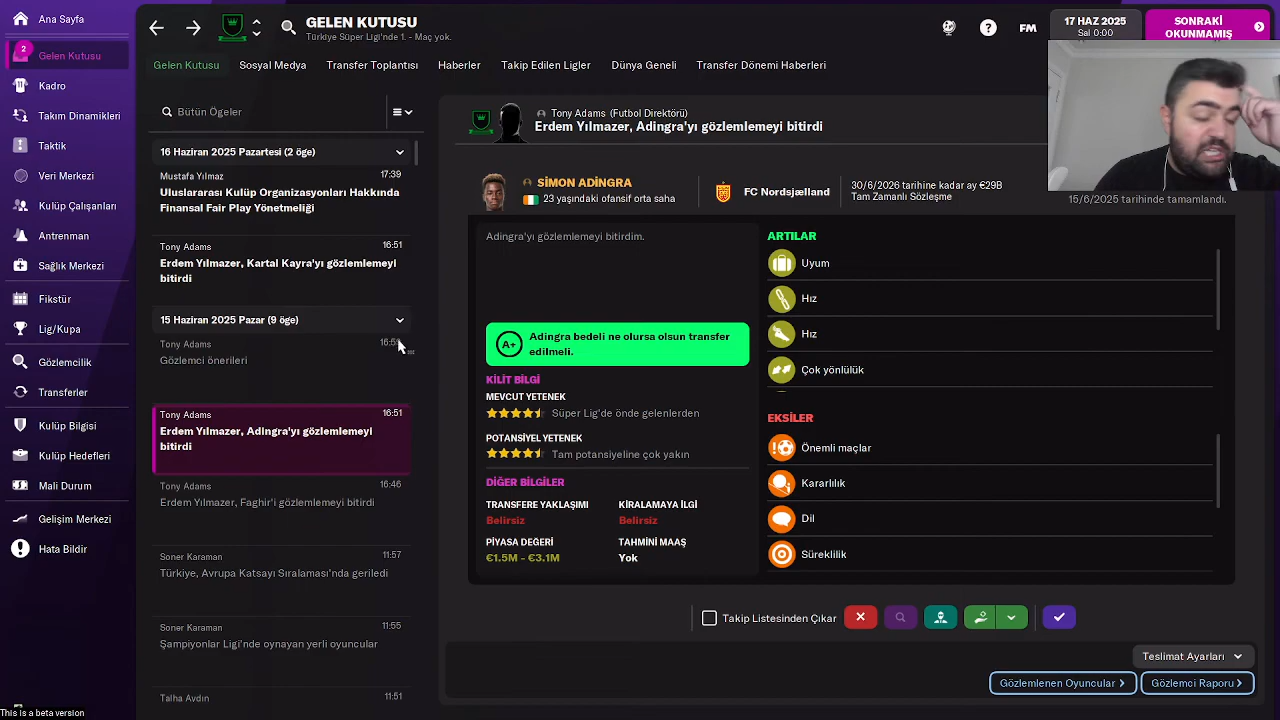 Ana Sayfa
2
Gelen Kutusu
Kadro
Takım Dinamikleri
Taktik
Veri Merkezi
Kulüp Çalışanları
Antrenman
Sağlık Merkezi
Fikstür
Lig/Kupa
Gözlemcilik
Transferler
Kulüp Bilgisi
Kulüp Hedefleri
Mali Durum
Gelişim Merkezi
Hata Bildir
This is a beta version
GELEN KUTUSU
Türkiye Süper Ligi'nde 1. - Maç yok.
FM
17 HAZ 2025
Sal 0:00
SONRAKİ
OKUNMAMIŞ
Gelen Kutusu
Sosyal Medya
Transfer Toplantısı
Haberler
Takip Edilen Ligler
Dünya Geneli
Transfer Dönemi Haberleri
Bütün Ögeler
16 Haziran 2025 Pazartesi (2 öge)
Mustafa Yılmaz 17:39
Uluslararası Kulüp Organizasyonları Hakkında
Finansal Fair Play Yönetmeliği
Tony Adams 16:51
Erdem Yılmazer, Kartal Kayra'yı gözlemlemeyi
bitirdi
15 Haziran 2025 Pazar (9 öge)
Tony Adams
Gözlemci önerileri
Tony Adams 16:51
Erdem Yılmazer, Adingra'yı gözlemlemeyi
bitirdi
Tony Adams 16:46
Erdem Yılmazer, Faghir'i gözlemlemeyi bitirdi
Soner Karaman 11:57
Türkiye, Avrupa Katsayı Sıralaması'nda geriledi
Soner Karaman 11:55
Şampiyonlar Ligi'nde oynayan yerli oyuncular
Talha Aydın 11:51
Tony Adams (Futbol Direktörü)
Erdem Yılmazer, Adingra'yı gözlemlemeyi bitirdi
SİMON ADİNGRA
23 yaşındaki ofansif orta saha
FC Nordsjælland
30/6/2026 tarihine kadar ay €29B
Tam Zamanlı Sözleşme
15/6/2025 tarihinde tamamlandı.
Adingra'yı gözlemlemeyi bitirdim.
A+
Adingra bedeli ne olursa olsun transfer
edilmeli.
KİLİT BİLGİ
MEVCUT YETENEK
Süper Lig'de önde gelenlerden
POTANSİYEL YETENEK
Tam potansiyeline çok yakın
DİĞER BİLGİLER
TRANSFERE YAKLAŞIMI
KİRALAMAYA İLGİ
Belirsiz
Belirsiz
PİYASA DEĞERİ
TAHMİNİ MAAŞ
€1.5M - €3.1M
Yok
ARTILAR
Uyum
Hız
Hız
Çok yönlülük
EKSİLER
Önemli maçlar
Kararlılık
Dil
Süreklilik
Takip Listesinden Çıkar
Teslimat Ayarları
Gözlemlenen Oyuncular
Gözlemci Raporu